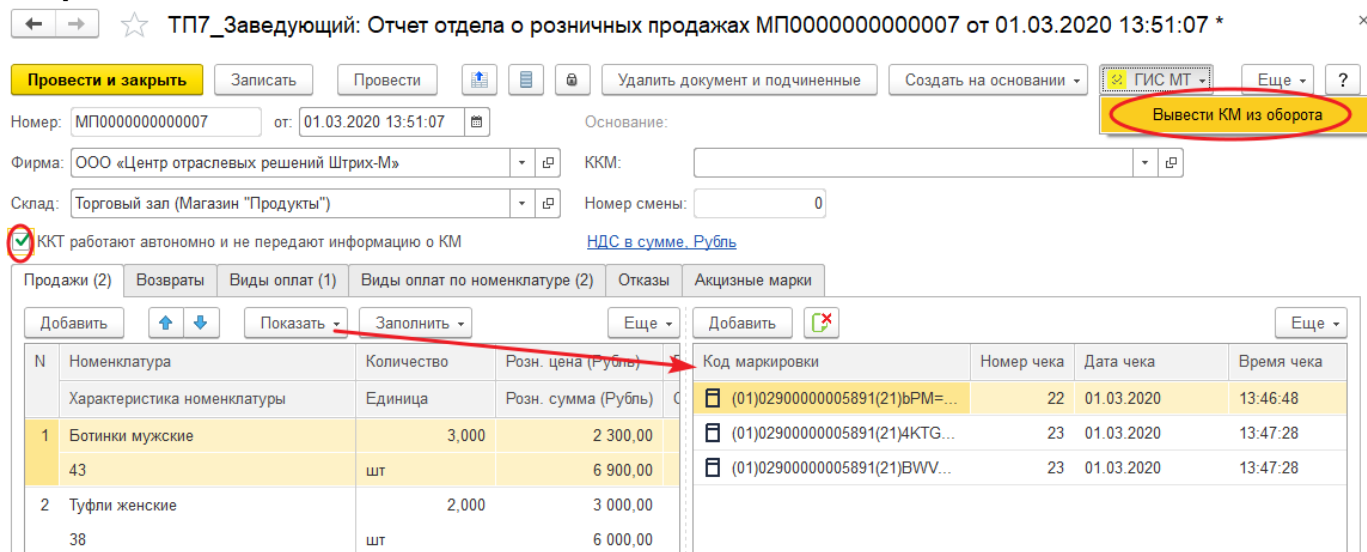 ТП7_Заведующий: Отчет отдела о розничных продажах МП0000000000007 от 01.03.2020 13:51:07 *
Провести и закрыть Записать Провести Удалить документ и подчиненные Создать на основании ГИС МТ Еще ?
Вывести КМ из оборота
Номер: МП0000000000007 от: 01.03.2020 13:51:07 Основание:
Фирма: ООО «Центр отраслевых решений Штрих-М» ККМ:
Склад: Торговый зал (Магазин "Продукты") Номер смены: 0
ККТ работают автономно и не передают информацию о КМ НДС в сумме, Рубль
Продажи (2) Возвраты Виды оплат (1) Виды оплат по номенклатуре (2) Отказы Акцизные марки
Добавить Показать Заполнить Еще Добавить Еще
N Номенклатура Количество Розн. цена (Рубль) Код маркировки Номер чека Дата чека Время чека
Характеристика номенклатуры Единица Розн. сумма (Рубль)
(01)02900000005891(21)bPM=... 22 01.03.2020 13:46:48
1 Ботинки мужские 3,000 2 300,00 (01)02900000005891(21)4KTG... 23 01.03.2020 13:47:28
43 шт 6 900,00 (01)02900000005891(21)BWV... 23 01.03.2020 13:47:28
2 Туфли женские 2,000 3 000,00
38 шт 6 000,00